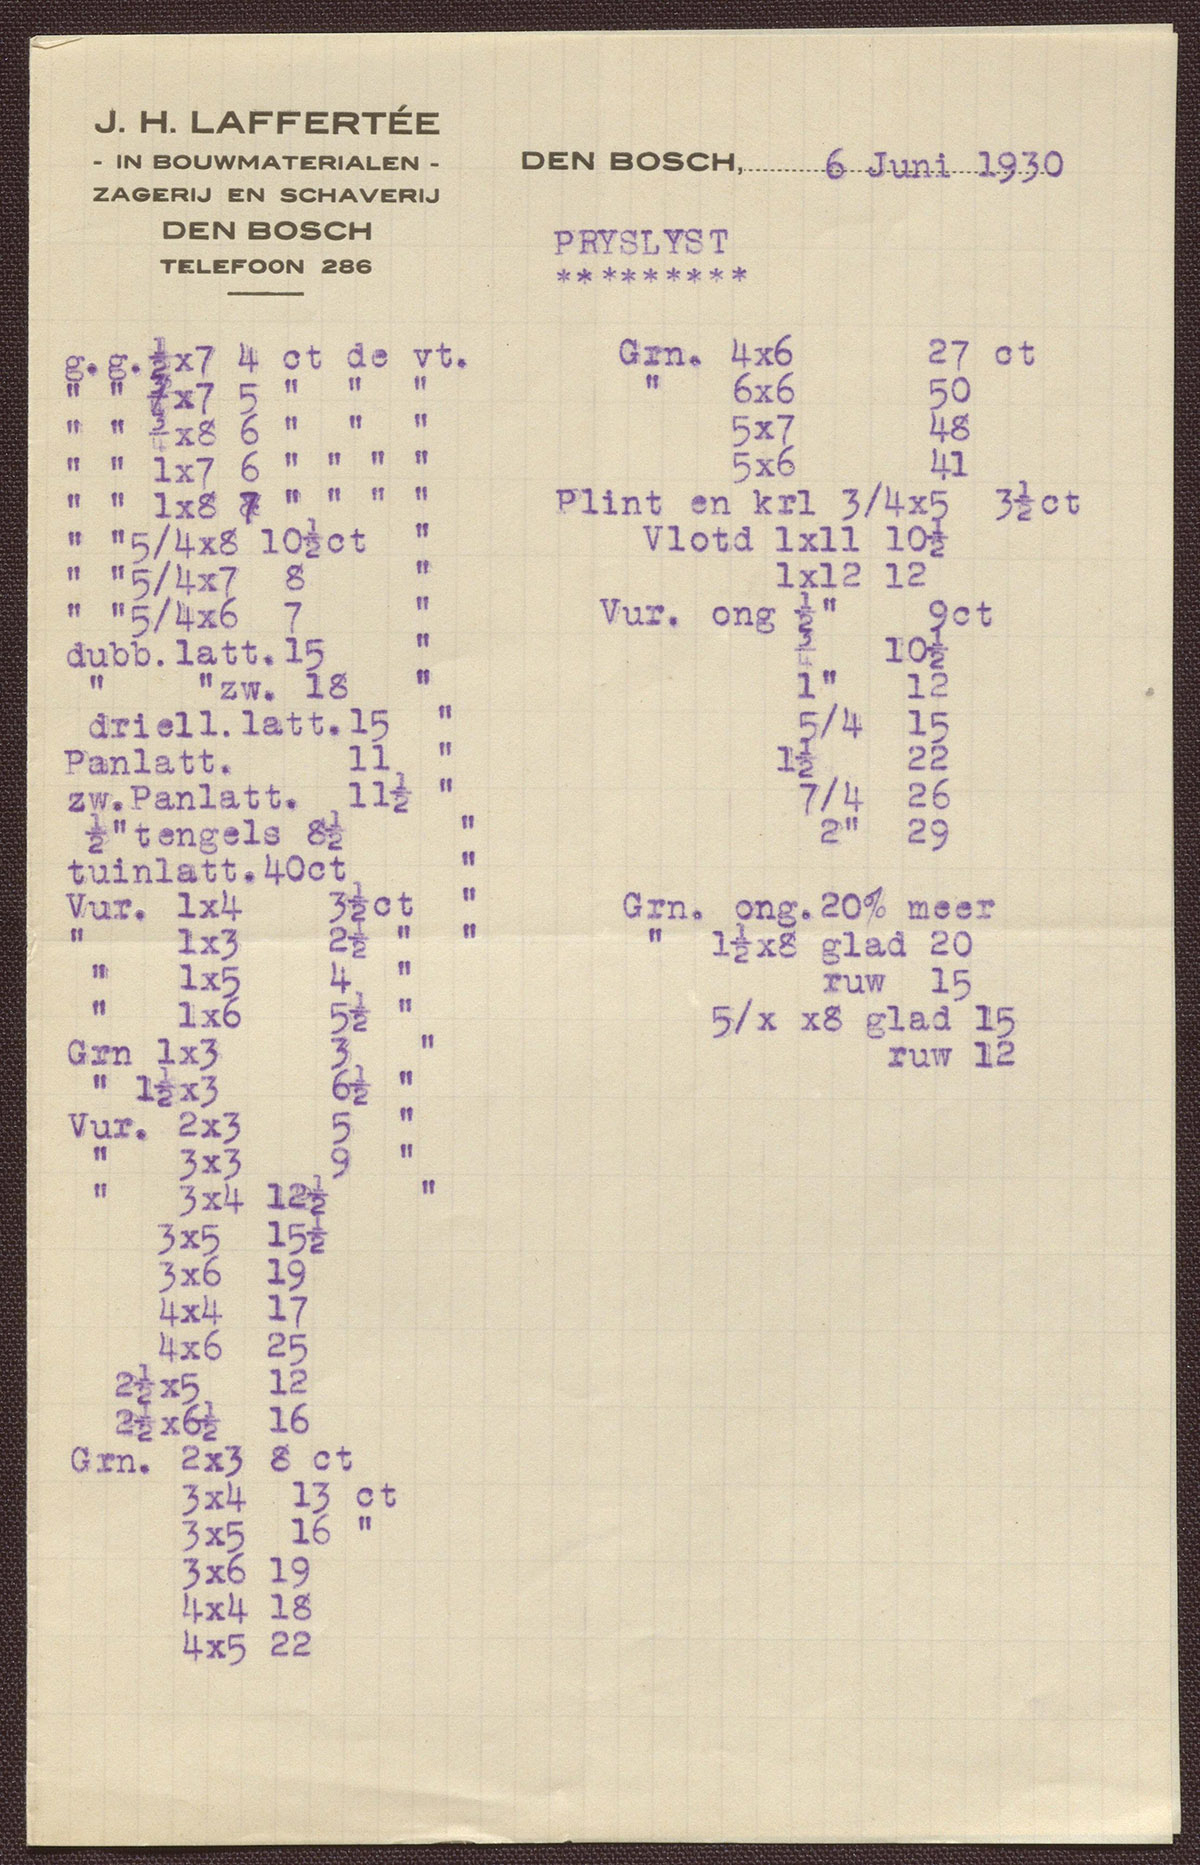 J. H. LAFFERTÉE
- IN BOUWMATERIALEN -
ZAGERIJ EN SCHAVERIJ
DEN BOSCH
TELEFOON 286
DEN BOSCH, 6 Juni 1930
PRYSLYST
*********
g.g.½x7 4 ct de vt.
" " ¾x7 5 " " "
" " ¾x8 6 " " "
" " 1x7 6 " " " "
" " 1x8 7 " " " "
" "5/4x8 10½ct "
" "5/4x7 8 "
" "5/4x6 7 "
dubb.latt.15 "
" "zw. 18 "
driell.latt.15 "
Panlatt. 11 "
zw.Panlatt. 11½ "
½"tengels 8½ "
tuinlatt.40ct "
Vur. 1x4 3½ct "
" 1x3 2½ " "
" 1x5 4 "
" 1x6 5½ "
Grn 1x3 3 "
" 1½x3 6½ "
Vur. 2x3 5 "
" 3x3 9 "
" 3x4 12½ "
3x5 15½
3x6 19
4x4 17
4x6 25
2½x5 12
2½x6½ 16
Grn. 2x3 8 ct
3x4 13 ct
3x5 16 "
3x6 19
4x4 18
4x5 22
Grn. 4x6 27 ct
" 6x6 50
5x7 48
5x6 41
Plint en krl 3/4x5 3½ct
Vlotd 1x11 10½
1x12 12
Vur. ong ½" 9ct
¾ 10½
1" 12
5/4 15
1½ 22
7/4 26
2" 29
Grn. ong.20% meer
" 1½x8 glad 20
ruw 15
5/x x8 glad 15
ruw 12